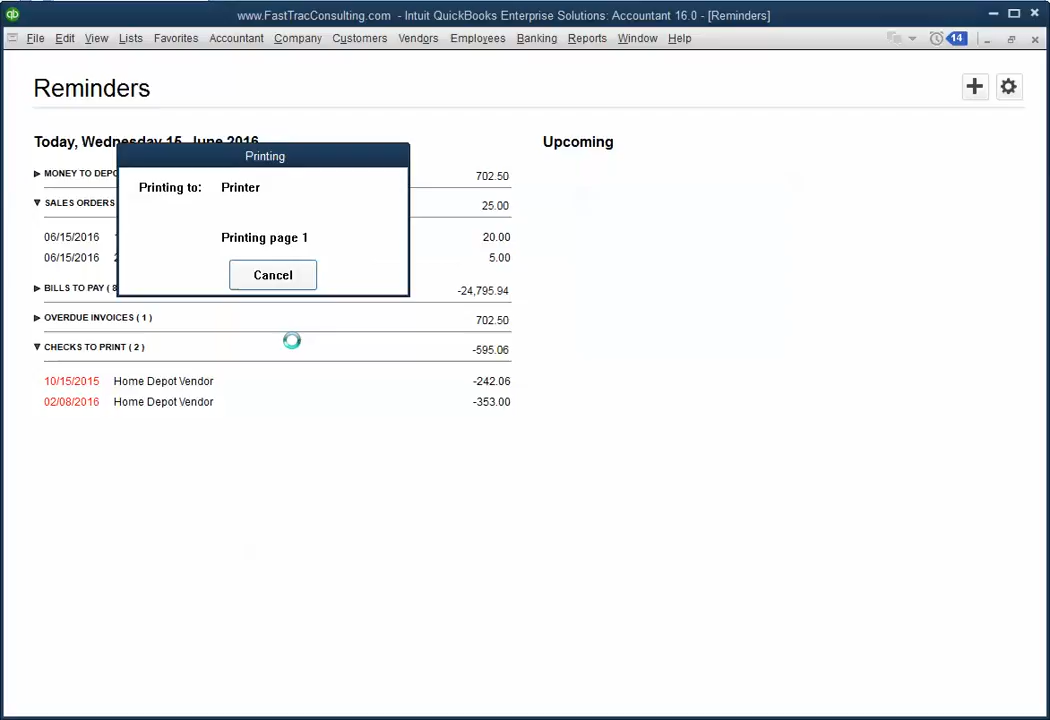 www.FastTracConsulting.com - Intuit QuickBooks Enterprise Solutions: Accountant 16.0 - [Reminders]
File Edit View Lists Favorites Accountant Company Customers Vendors Employees Banking Reports Window Help 14
Reminders
Today, Wednesday 15, June 2016
Upcoming
Printing
MONEY TO DEPO 702.50
Printing to: Printer
SALES ORDERS 25.00
06/15/2016 20.00
Printing page 1
06/15/2016 2 5.00
Cancel
BILLS TO PAY ( 8 -24,795.94
OVERDUE INVOICES ( 1 ) 702.50
CHECKS TO PRINT ( 2 ) -595.06
10/15/2015 Home Depot Vendor -242.06
02/08/2016 Home Depot Vendor -353.00